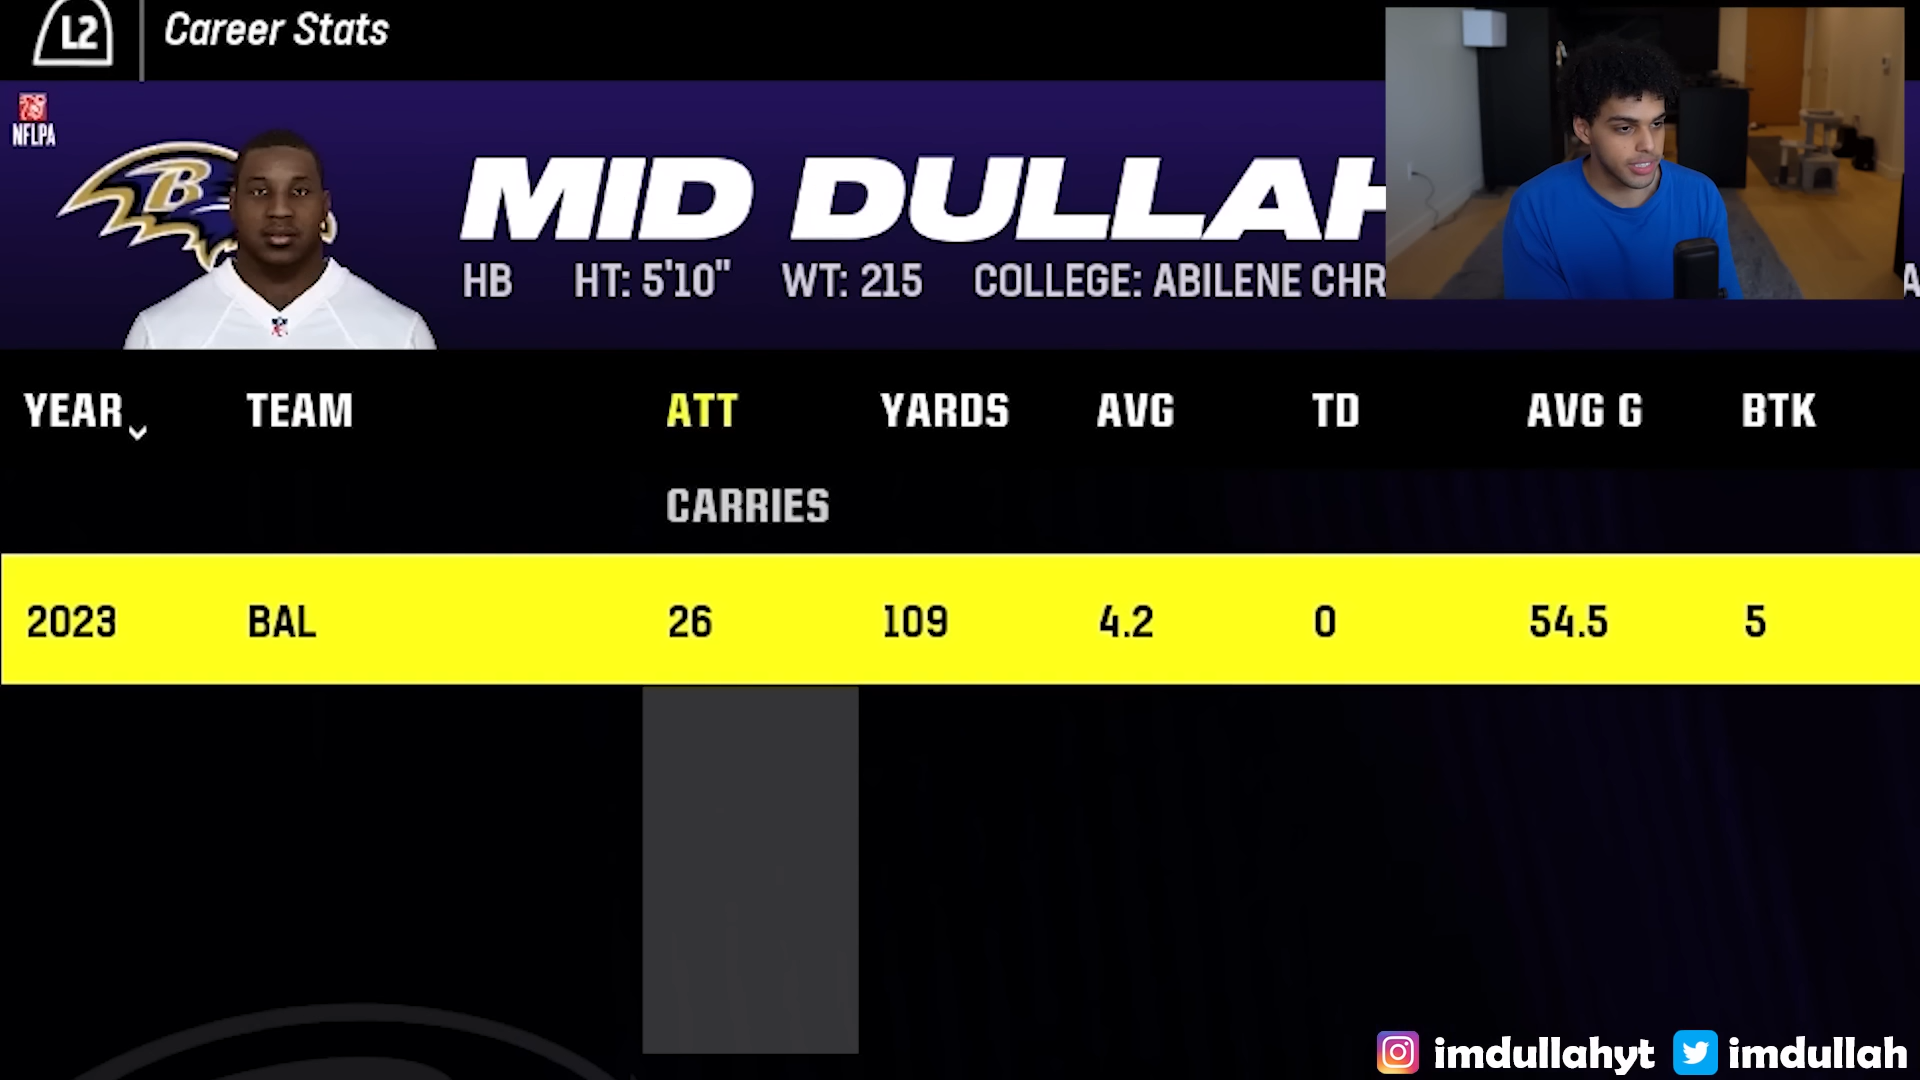 L2 Career Stats
NFLPA
B
MID DULLAH
HB HT: 5'10" WT: 215 COLLEGE: ABILENE CHR
YEAR TEAM ATT YARDS AVG TD AVG G BTK
CARRIES
2023 BAL 26 109 4.2 0 54.5 5
imdullahyt imdullah